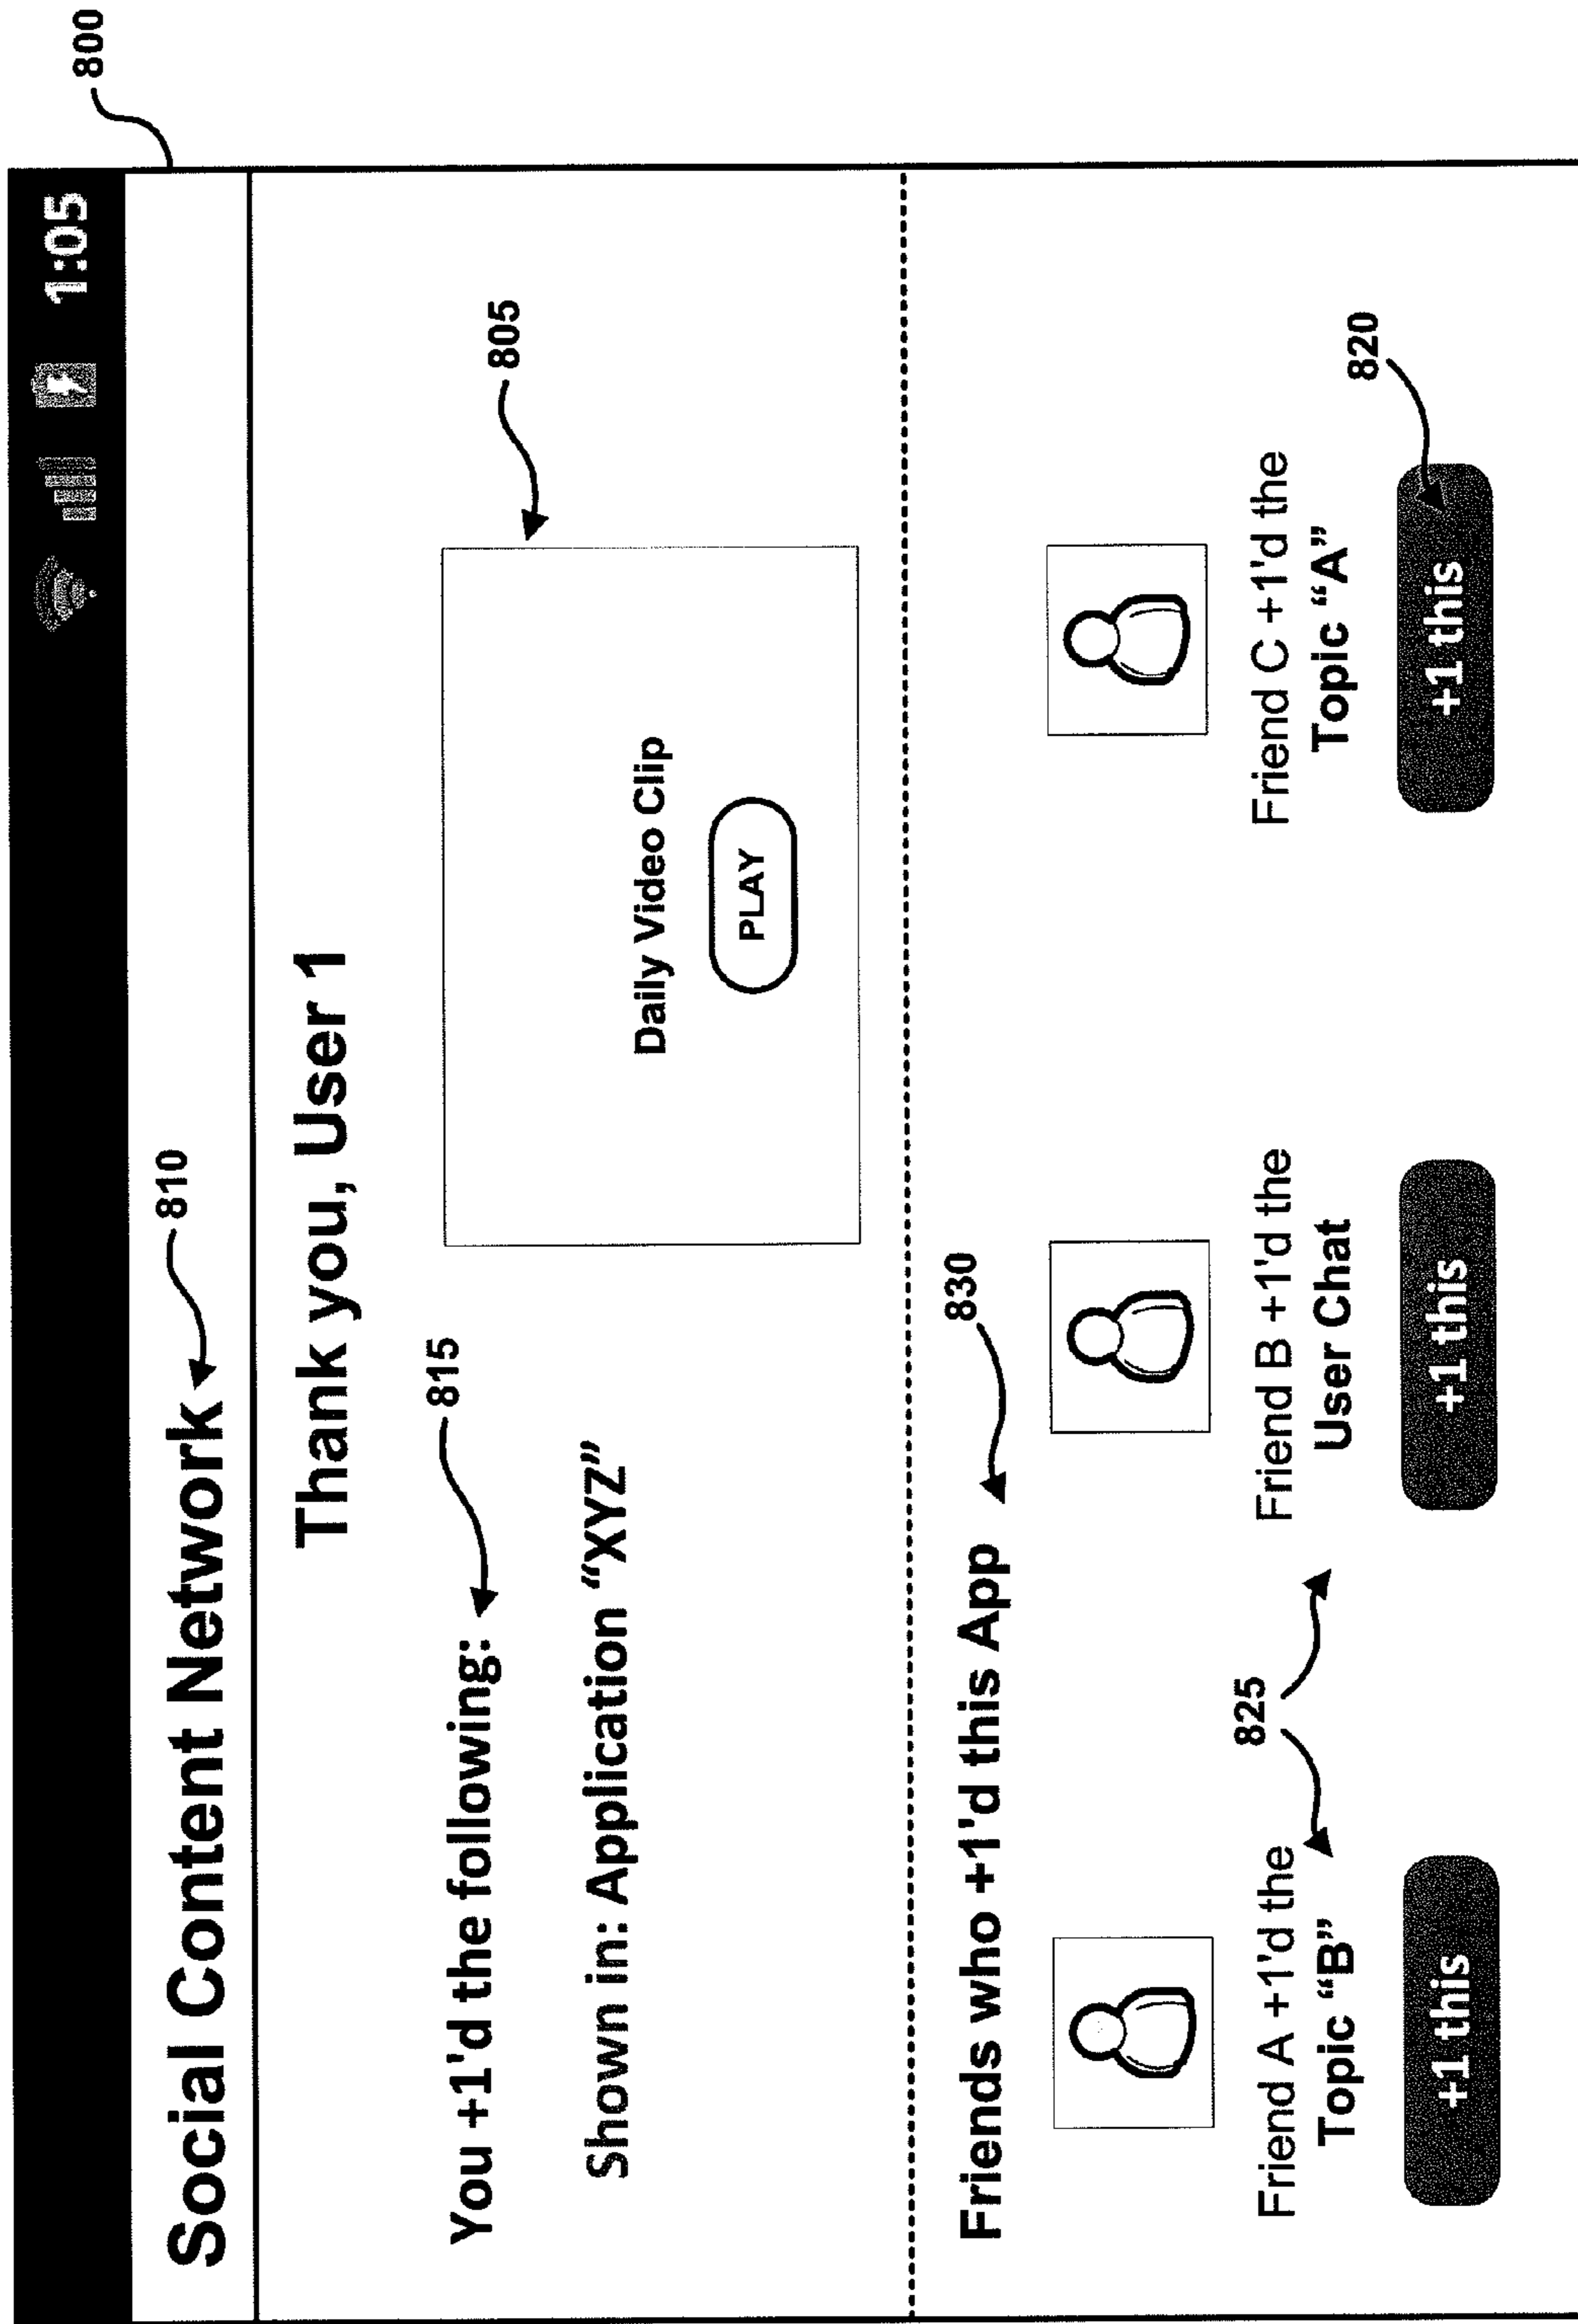 800
1:05
Social Content Network
810
Thank you, User 1
You +1'd the following:
815
805
Shown in: Application “XYZ”
Daily Video Clip
PLAY
Friends who +1'd this App
830
Friend A +1'd the
Topic “B”
825
Friend B +1'd the
User Chat
Friend C +1'd the
Topic “A”
820
+1 this
+1 this
+1 this